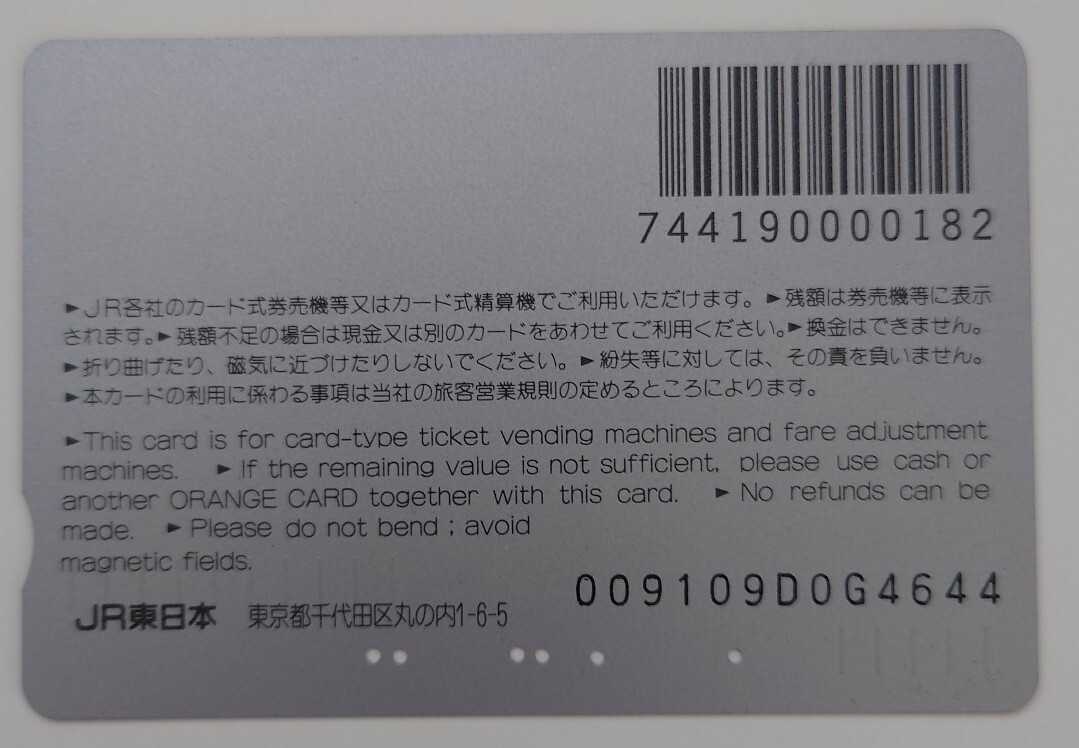 744190000182
►JR各社のカード式券売機等又はカード式精算機でご利用いただけます。►残額は券売機等に表示
されます。►残額不足の場合は現金又は別のカードをあわせてご利用ください。►換金はできません。
►折り曲げたり、磁気に近づけたりしないでください。►紛失等に対しては、その責を負いません。
►本カードの利用に係わる事項は当社の旅客営業規則の定めるところによります。
►This card is for card-type ticket vending machines and fare adjustment
machines. ►If the remaining value is not sufficient, please use cash or
another ORANGE CARD together with this card. ►No refunds can be
made. ►Please do not bend ; avoid
magnetic fields.
009109D0G4644
JR東日本 東京都千代田区丸の内1-6-5